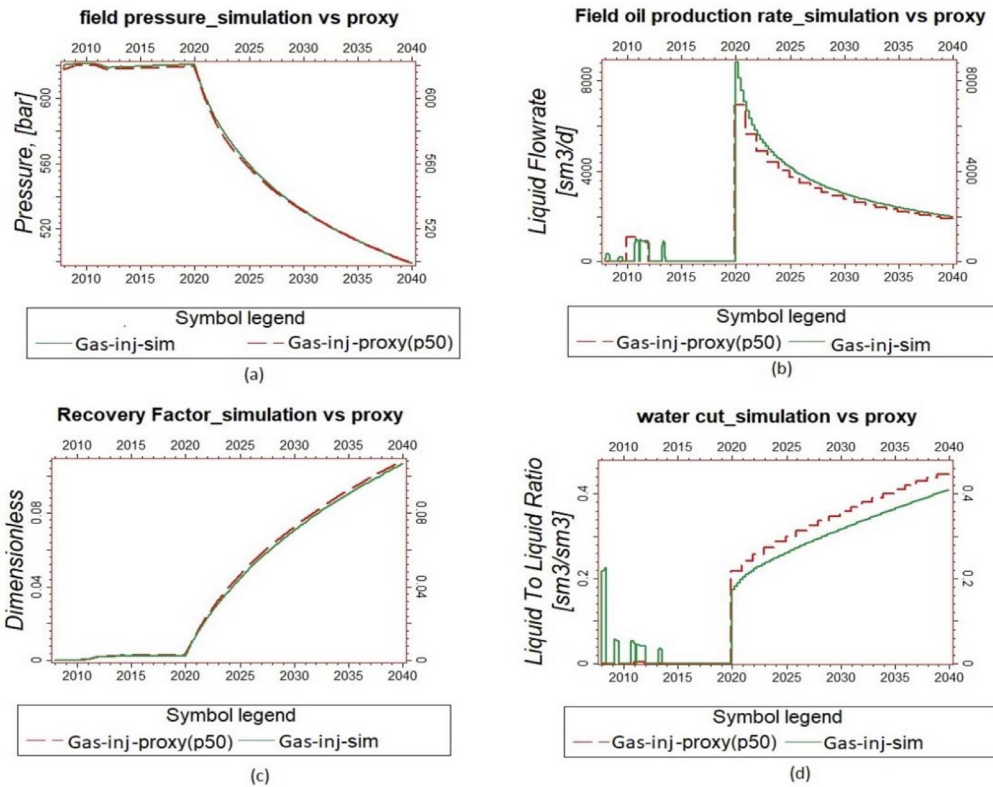 field pressure_simulation vs proxy
2010 2015 2020 2025 2030 2035 2040
Pressure, [bar]
600
560
520
600
560
520
2010 2015 2020 2025 2030 2035 2040
Symbol legend
Gas-inj-sim Gas-inj-proxy(p50)
(a)
Field oil production rate_simulation vs proxy
2010 2015 2020 2025 2030 2035 2040
Liquid Flowrate
[sm3/d]
8000
4000
0
8000
4000
0
2010 2015 2020 2025 2030 2035 2040
Symbol legend
Gas-inj-proxy(p50) Gas-inj-sim
(b)
Recovery Factor_simulation vs proxy
2010 2015 2020 2025 2030 2035 2040
Dimensionless
0.08
0.04
0
0.08
0.04
0
2010 2015 2020 2025 2030 2035 2040
Symbol legend
Gas-inj-proxy(p50) Gas-inj-sim
(c)
water cut_simulation vs proxy
2010 2015 2020 2025 2030 2035 2040
Liquid To Liquid Ratio
[sm3/sm3]
0.4
0.2
0
0.4
0.2
0
2010 2015 2020 2025 2030 2035 2040
Symbol legend
Gas-inj-proxy(p50) Gas-inj-sim
(d)